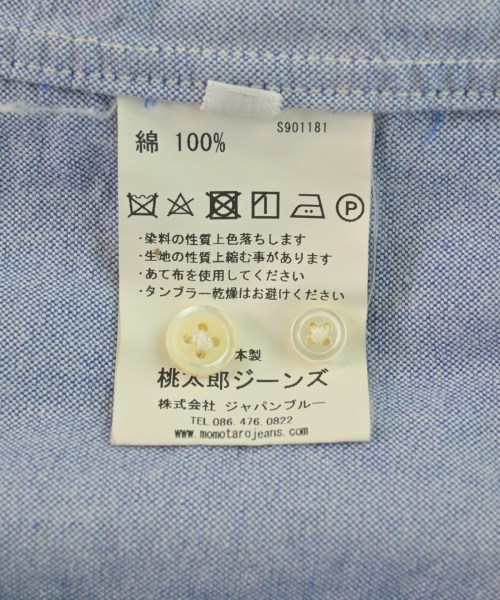 S901181
綿 100%
P
・染料の性質上色落ちします
・生地の性質上縮む事があります
・あて布を使用してください
・タンブラー乾燥はお避けください
本製
桃太郎ジーンズ
株式会社 ジャパンブルー
TEL 086.476.0822
www.momotarojeans.com